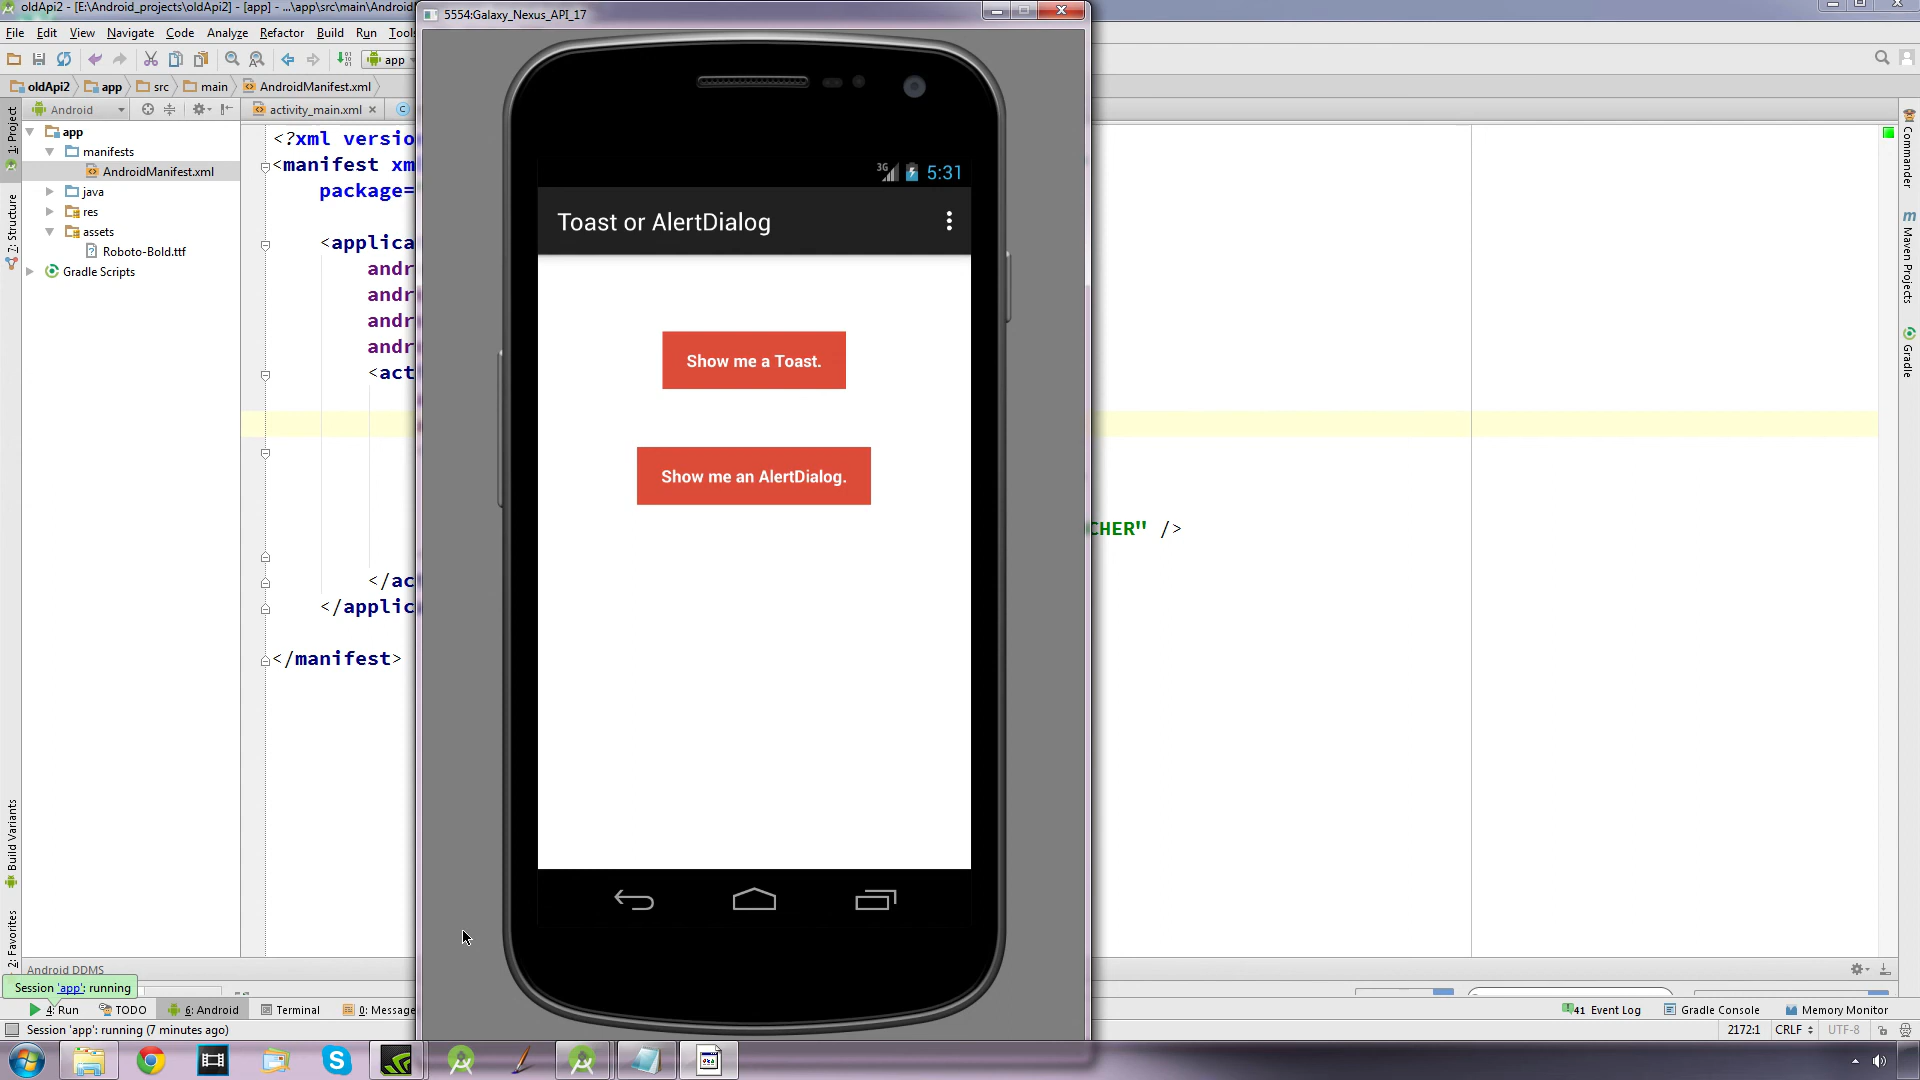 oldApi2 - [E:\Android_projects\oldApi2] - [app] - ...\app\src\main\Android
5554:Galaxy_Nexus_API_17
File Edit View Navigate Code Analyze Refactor Build Run Tools
app
oldApi2 app src main AndroidManifest.xml
Android
activity_main.xml
1: Project
7: Structure
Build Variants
2: Favorites
app
manifests
AndroidManifest.xml
java
res
assets
Roboto-Bold.ttf
Gradle Scripts
<?xml versio
<manifest xm
package=
<applica
andr
andr
andr
andr
<act
CHER" />
</ac
</applic
</manifest>
3G 5:31
Toast or AlertDialog
Show me a Toast.
Show me an AlertDialog.
Commander
m Maven Projects
Gradle
Android DDMS
Session 'app': running
4: Run TODO 6: Android Terminal 0: Message
41 Event Log Gradle Console Memory Monitor
Session 'app': running (7 minutes ago)
2172:1 CRLF UTF-8